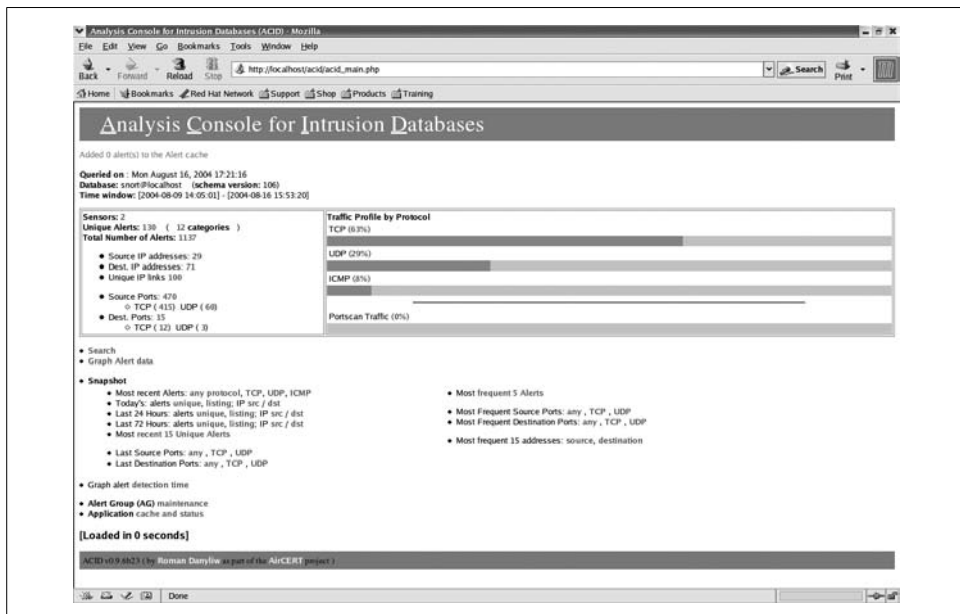 Analysis Console for Intrusion Databases (ACID) - Mozilla
File Edit View Go Bookmarks Tools Window Help
Back Forward Reload Stop http://localhost/acid/acid_main.php Search Print
Home Bookmarks Red Hat Network Support Shop Products Training
Analysis Console for Intrusion Databases
Added 0 alert(s) to the Alert cache
Queried on : Mon August 16, 2004 17:21:16
Database: snort@localhost (schema version: 106)
Time window: [2004-08-09 14:05:01] - [2004-08-16 15:53:20]
Sensors: 2
Unique Alerts: 130 ( 12 categories )
Total Number of Alerts: 1137
Source IP addresses: 29
Dest. IP addresses: 71
Unique IP links 100
Source Ports: 470
TCP ( 415) UDP ( 60)
Dest. Ports: 15
TCP ( 12) UDP ( 3)
Traffic Profile by Protocol
TCP (63%)
UDP (29%)
ICMP (8%)
Portscan Traffic (0%)
Search
Graph Alert data
Snapshot
Most recent Alerts: any protocol, TCP, UDP, ICMP
Today's: alerts unique, listing; IP src / dst
Last 24 Hours: alerts unique, listing; IP src / dst
Last 72 Hours: alerts unique, listing; IP src / dst
Most recent 15 Unique Alerts
Last Source Ports: any , TCP , UDP
Last Destination Ports: any , TCP , UDP
Most frequent 5 Alerts
Most Frequent Source Ports: any , TCP , UDP
Most Frequent Destination Ports: any , TCP , UDP
Most frequent 15 addresses: source, destination
Graph alert detection time
Alert Group (AG) maintenance
Application cache and status
[Loaded in 0 seconds]
ACID v0.9.6b23 ( by Roman Danyliw as part of the AirCERT project )
Done